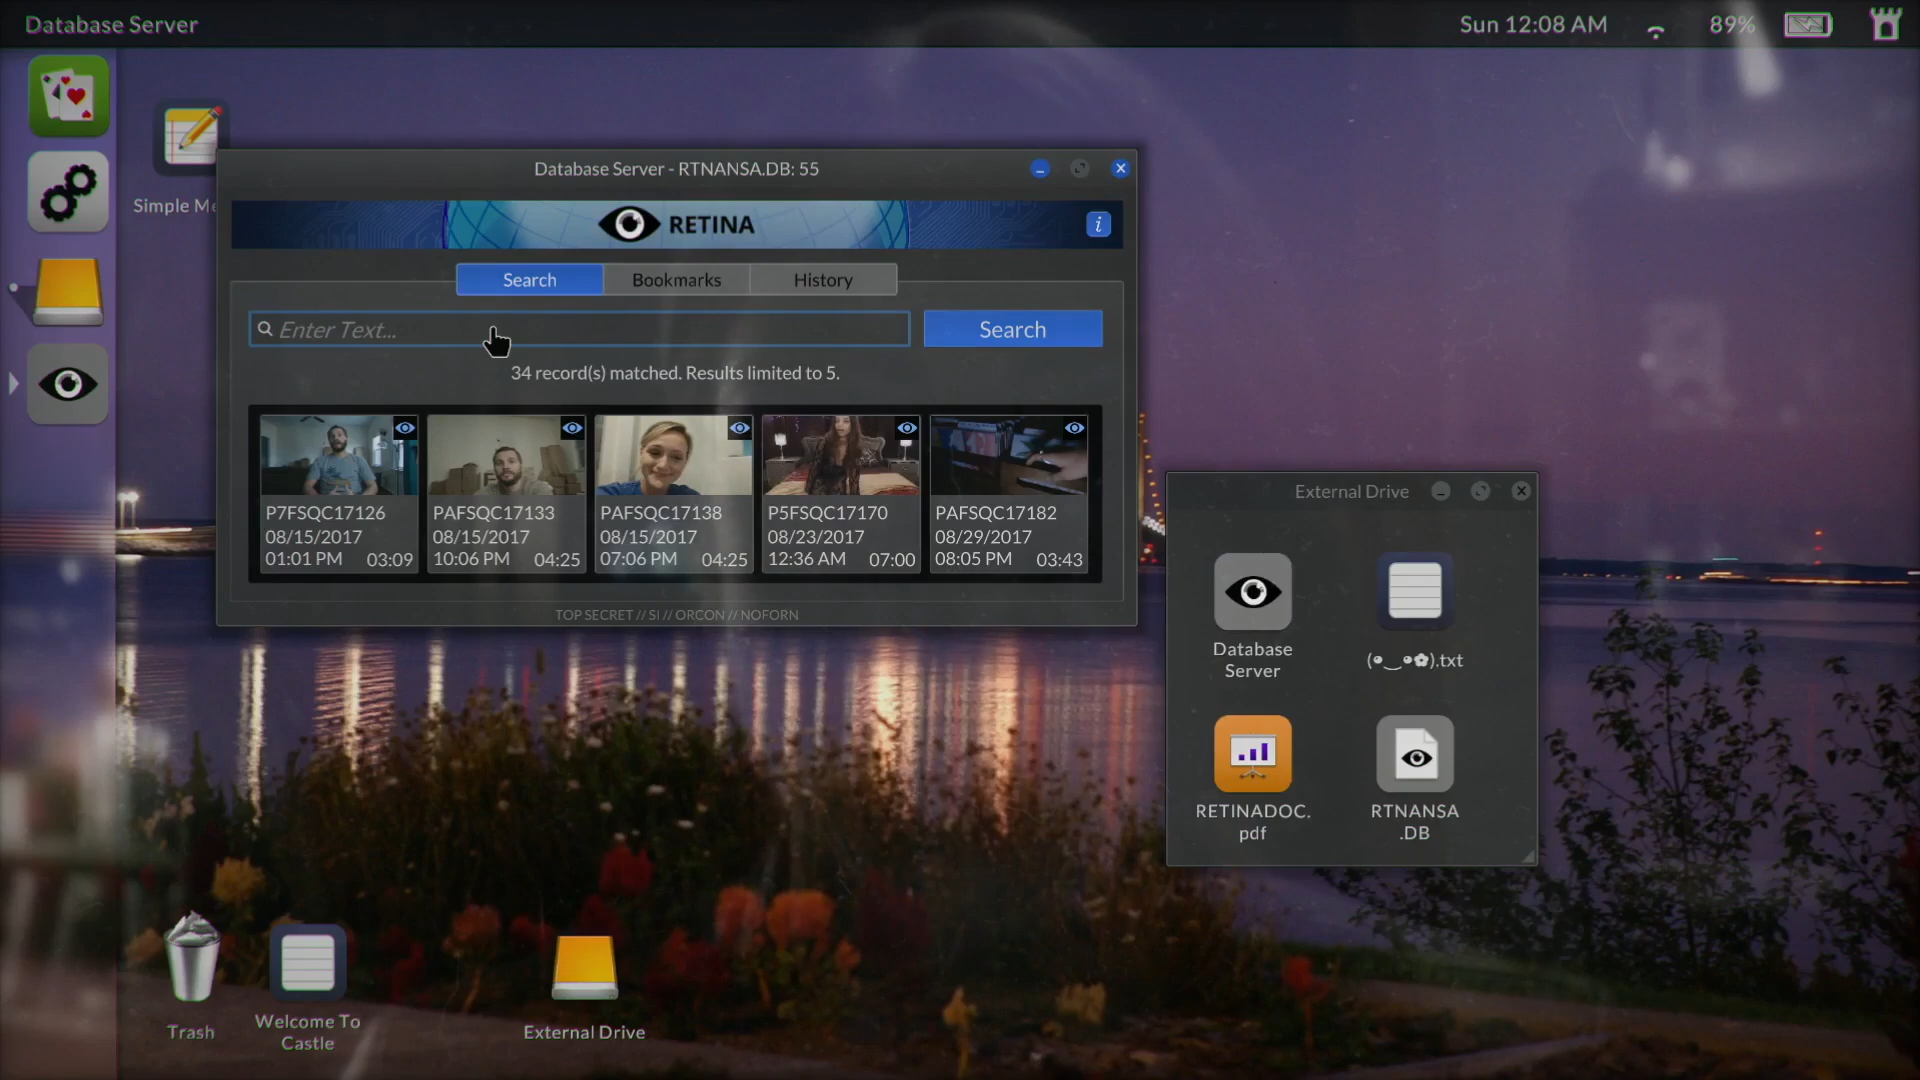 Database Server
Sun 12:08 AM
89%
Simple Me
Database Server - RTNANSA.DB: 55
RETINA
i
Search
Bookmarks
History
Enter Text...
Search
34 record(s) matched. Results limited to 5.
P7FSQC17126
08/15/2017
01:01 PM 03:09
PAFSQC17133
08/15/2017
10:06 PM 04:25
PAFSQC17138
08/15/2017
07:06 PM 04:25
P5FSQC17170
08/23/2017
12:36 AM 07:00
PAFSQC17182
08/29/2017
08:05 PM 03:43
TOP SECRET // SI // ORCON // NOFORN
External Drive
Database
Server
(•‿•✿).txt
RETINADOC.
pdf
RTNANSA
.DB
Trash
Welcome To
Castle
External Drive